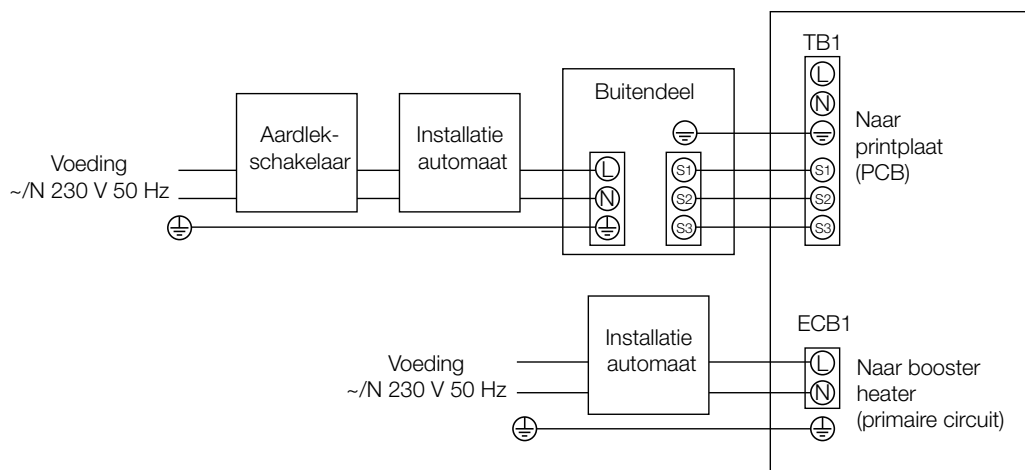 TB1
L
N
Naar
printplaat
(PCB)
S1
S2
S3
Buitendeel
L
N
S1
S2
S3
Aardlek-
schakelaar
Installatie
automaat
Voeding
~/N 230 V 50 Hz
ECB1
L
N
Naar booster
heater
(primaire circuit)
Installatie
automaat
Voeding
~/N 230 V 50 Hz